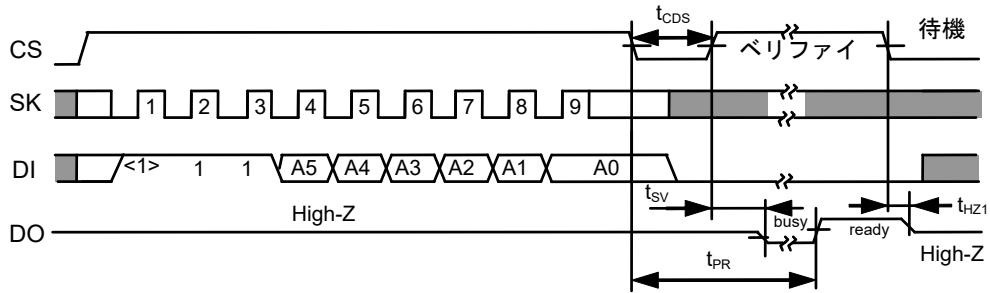 tCDS
CS
ベリファイ
待機
SK
1 2 3 4 5 6 7 8 9
DI
<1> 1 1 A5 A4 A3 A2 A1 A0
tSV
tHZ1
High-Z
busy
ready
DO
High-Z
tPR